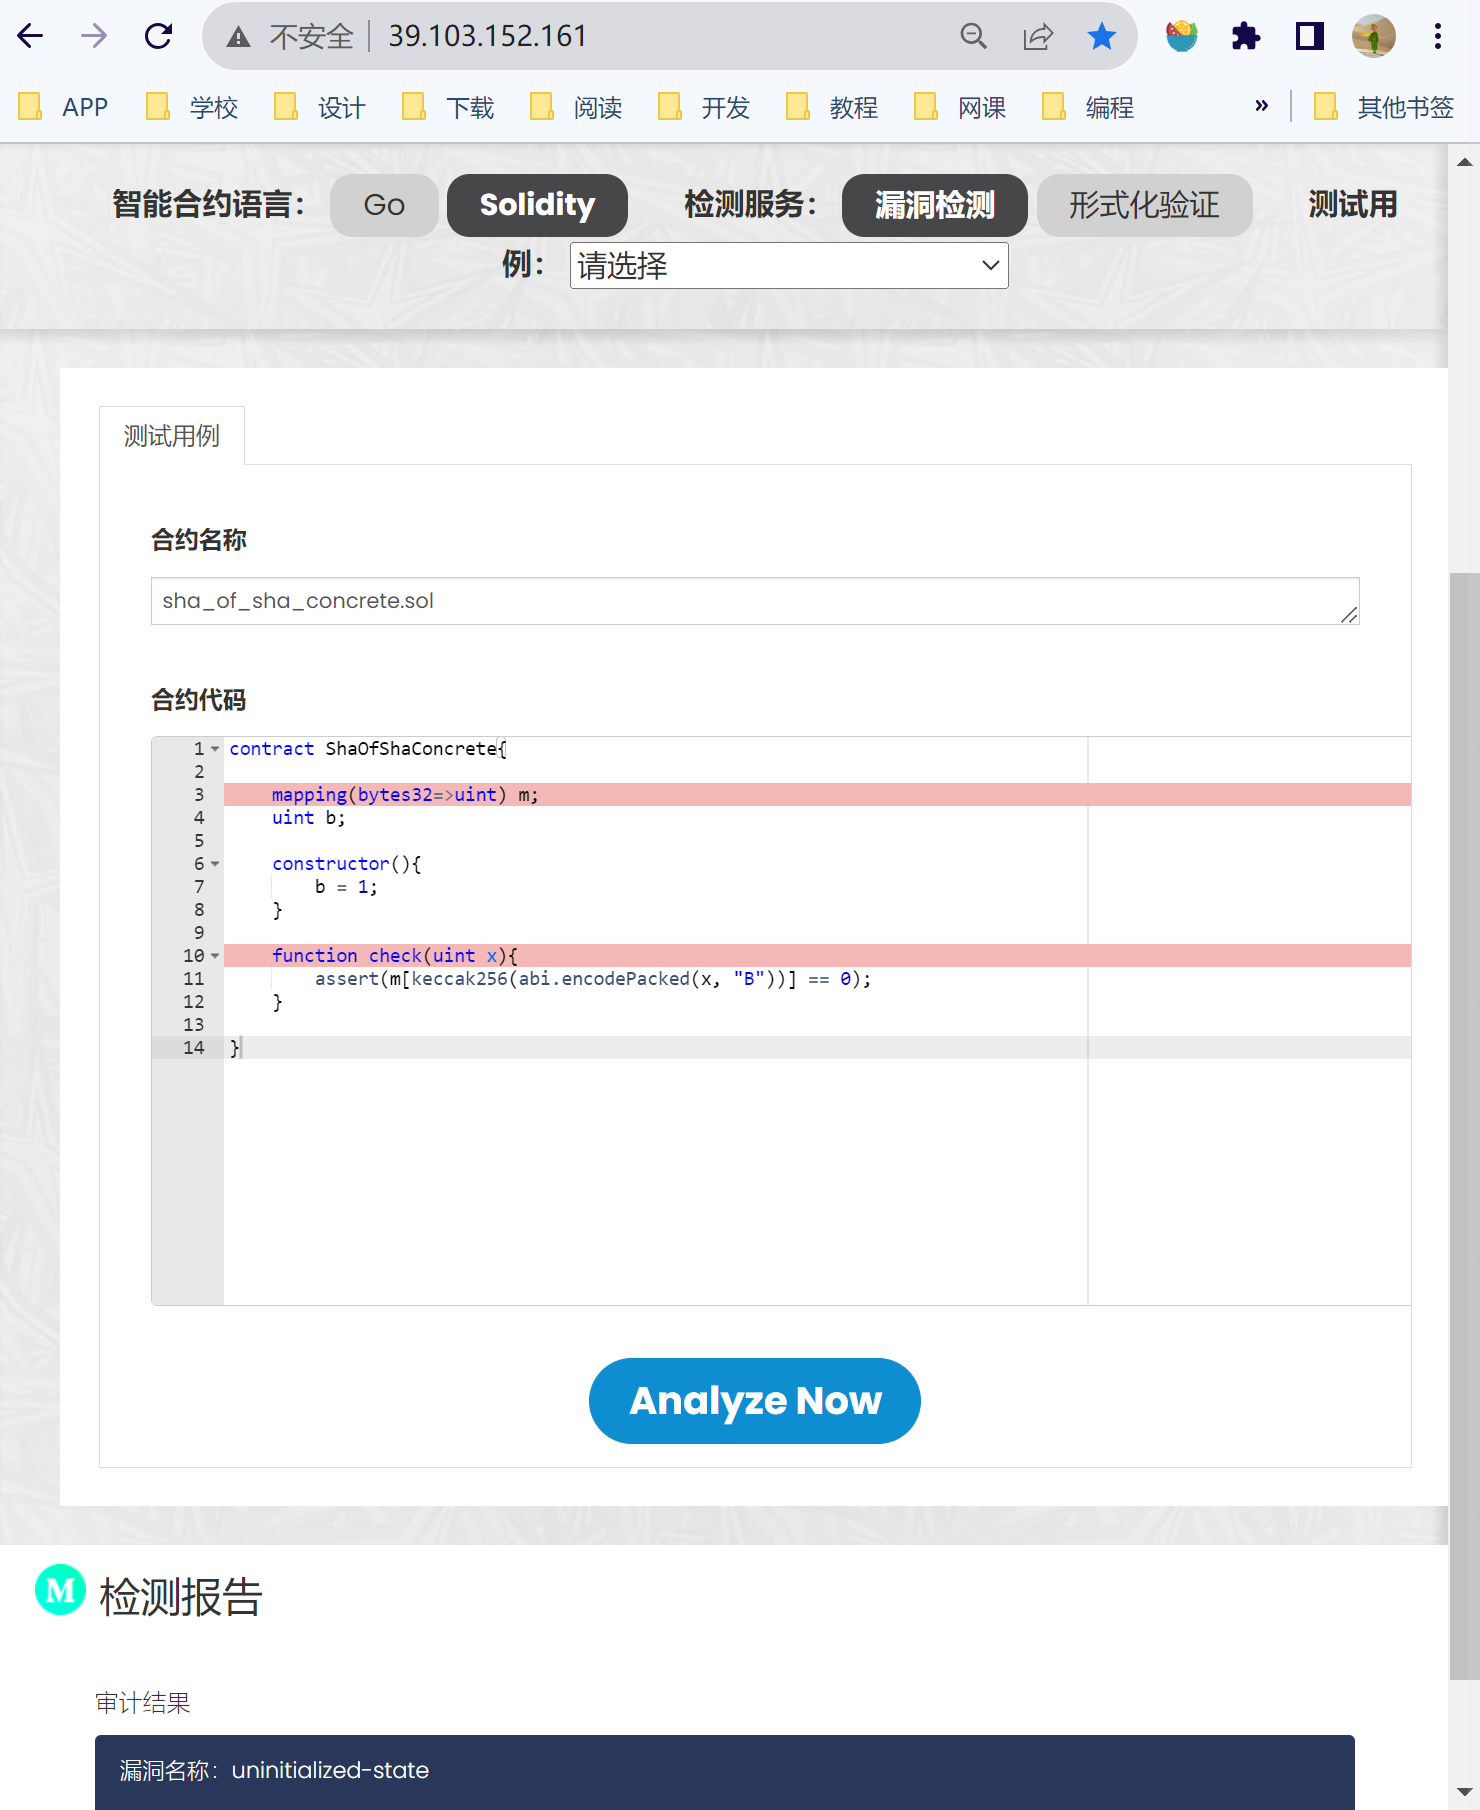 不安全 39.103.152.161
APP 学校 设计 下载 阅读 开发 教程 网课 编程 » 其他书签
智能合约语言： Go Solidity 检测服务： 漏洞检测 形式化验证 测试用
例： 请选择
测试用例
合约名称
sha_of_sha_concrete.sol
合约代码
1 contract ShaOfShaConcrete{
2
3 mapping(bytes32=>uint) m;
4 uint b;
5
6 constructor(){
7 b = 1;
8 }
9
10 function check(uint x){
11 assert(m[keccak256(abi.encodePacked(x, "B"))] == 0);
12 }
13
14 }
Analyze Now
M 检测报告
审计结果
漏洞名称：uninitialized-state